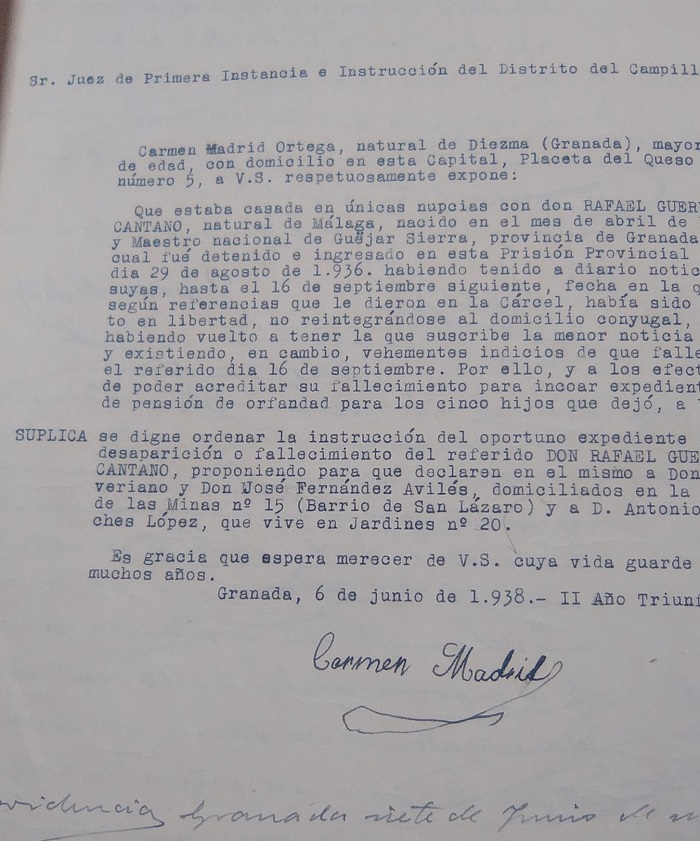 Sr. Juez de Primera Instancia e Instrucción del Distrito del Campill
Carmen Madrid Ortega, natural de Diezma (Granada), mayor
de edad, con domicilio en esta Capital, Placeta del Queso
número 5, a V.S. respetuosamente expone:
Que estaba casada en únicas nupcias con don RAFAEL GUER
CANTANO, natural de Málaga, nacido en el mes de abril de
y Maestro nacional de Guëjar Sierra, provincia de Granada
cual fué detenido e ingresado en esta Prisión Provincial
dia 29 de agosto de 1.936. habiendo tenido a diario notic
suyas, hasta el 16 de septiembre siguiente, fecha en la q
según referencias que le dieron en la Cárcel, había sido
to en libertad, no reintegrándose al domicilio conyugal,
habiendo vuelto a tener la que suscribe la menor noticia
y existiendo, en cambio, vehementes indicios de que falle
el referido dia 16 de septiembre. Por ello, y a los efect
de poder acreditar su fallecimiento para incoar expedient
de pensión de orfandad para los cinco hijos que dejó, a
SUPLICA se digne ordenar la instrucción del oportuno expediente
desaparición o fallecimiento del referido DON RAFAEL GUE
CANTANO, proponiendo para que declaren en el mismo a Don
veriano y Don José Fernández Avilés, domiciliados en la
de las Minas nº 15 (Barrio de San Lázaro) y a D. Antonio
ches López, que vive en Jardines nº 20.
Es gracia que espera merecer de V.S. cuya vida guarde
muchos años.
Granada, 6 de junio de 1.938.- II Año Triunf
Carmen Madrid
ovidencia Granada siete de Junio de